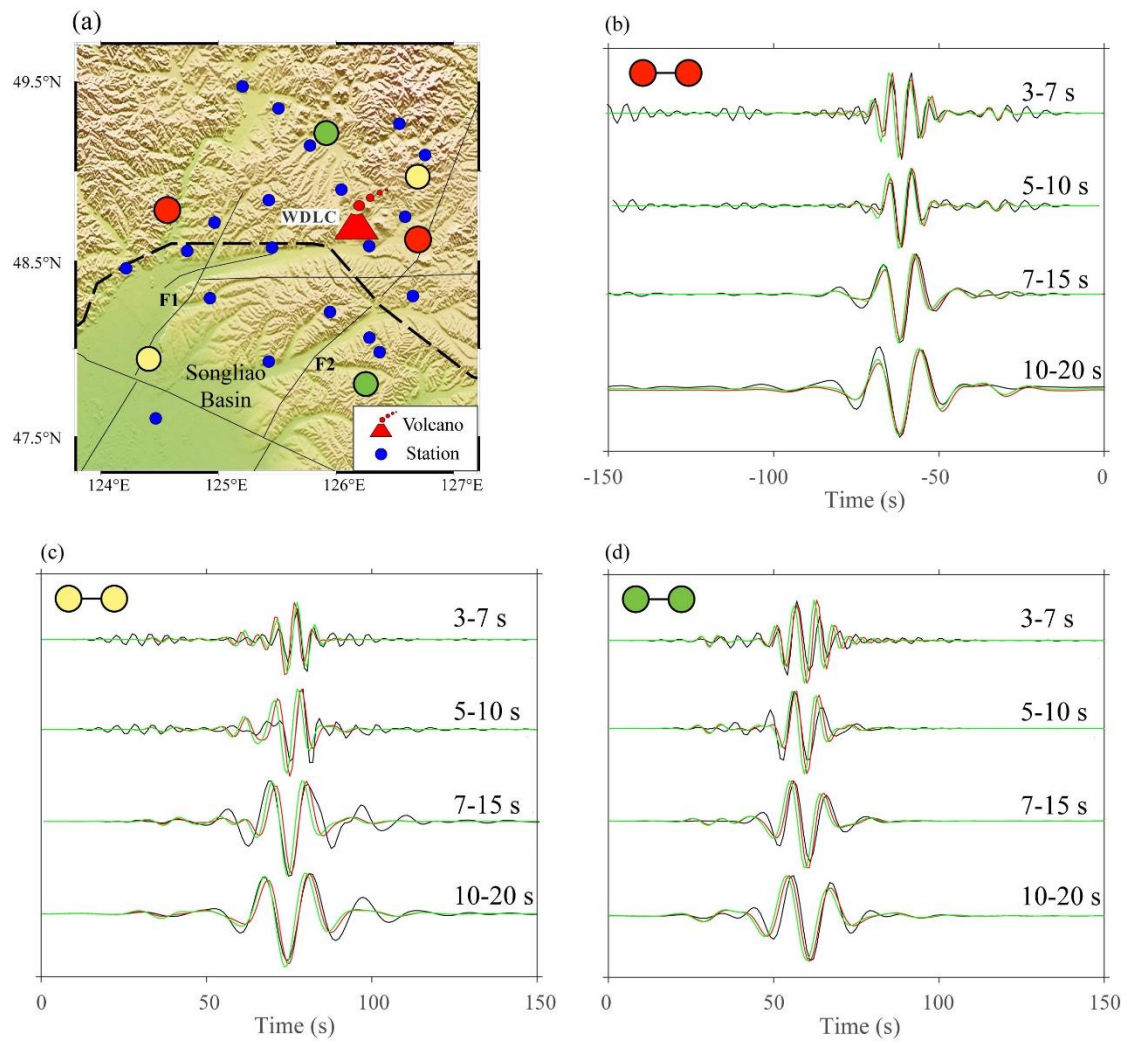 (a)
49.5°N
48.5°N
47.5°N
124°E 125°E 126°E 127°E
WDLC
F1
F2
Songliao
Basin
Volcano
Station
(b)
3-7 s
5-10 s
7-15 s
10-20 s
-150 -100 -50 0
Time (s)
(c)
3-7 s
5-10 s
7-15 s
10-20 s
0 50 100 150
Time (s)
(d)
3-7 s
5-10 s
7-15 s
10-20 s
0 50 100 150
Time (s)